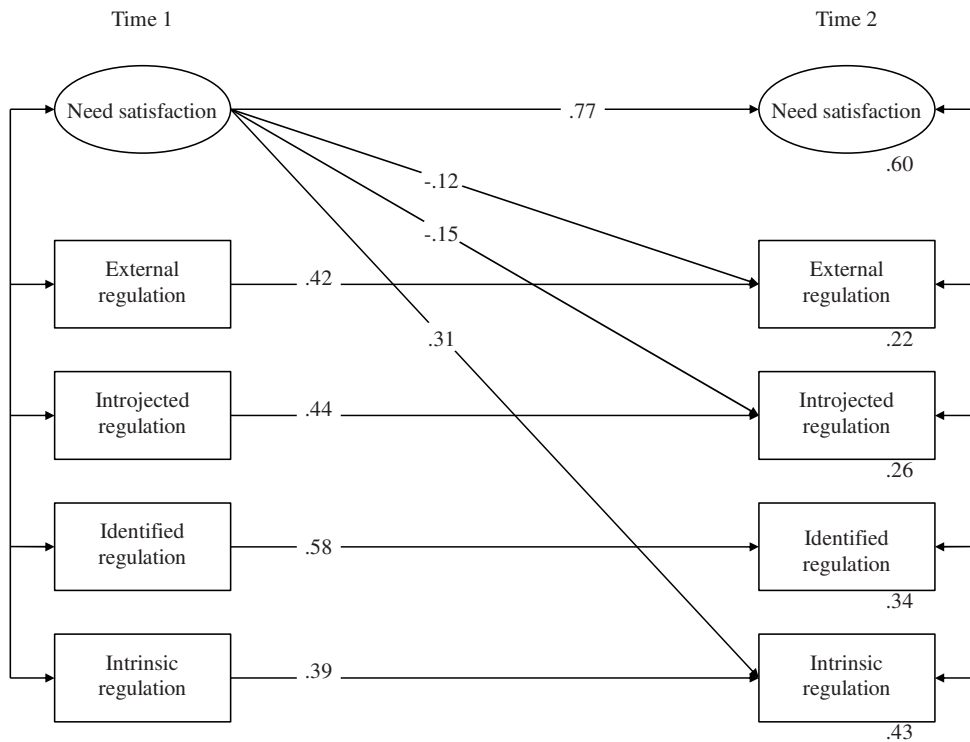 Time 1
Time 2
Need satisfaction
.77
Need satisfaction
.60
-.12
-.15
External
regulation
.42
External
regulation
.22
.31
Introjected
regulation
.44
Introjected
regulation
.26
Identified
regulation
.58
Identified
regulation
.34
Intrinsic
regulation
.39
Intrinsic
regulation
.43